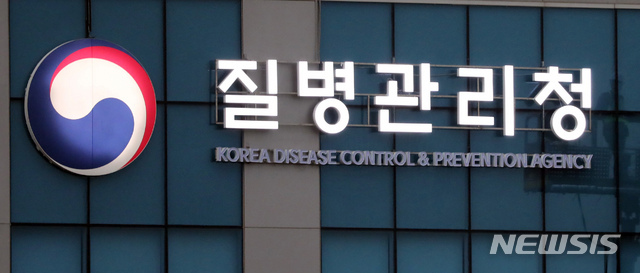 질병관리청
KOREA DISEASE CONTROL & PREVENTION AGENCY
NEWSIS